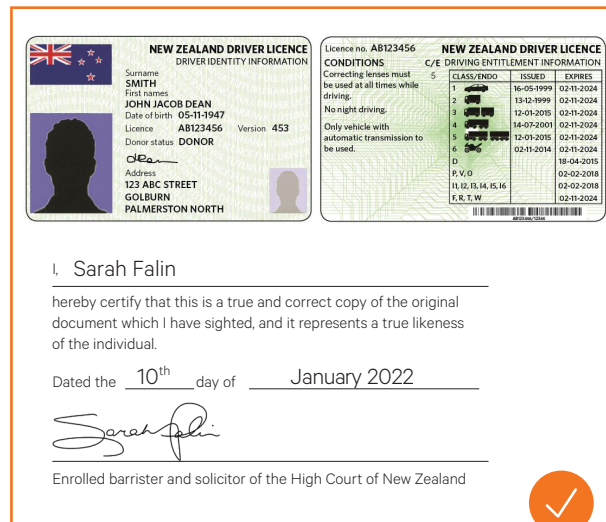 NEW ZEALAND DRIVER LICENCE
DRIVER IDENTITY INFORMATION
Surname
SMITH
First names
JOHN JACOB DEAN
Date of birth 05-11-1947
Licence AB123456 Version 453
Donor status DONOR
Address
123 ABC STREET
GOLBURN
PALMERSTON NORTH
Licence no. AB123456 NEW ZEALAND DRIVER LICENCE
CONDITIONS C/E DRIVING ENTITLEMENT INFORMATION
Correcting lenses must 5
be used at all times while
driving.
No night driving.
Only vehicle with
automatic transmission to
be used.
CLASS/ENDO ISSUED EXPIRES
1 16-05-1999 02-11-2024
2 13-12-1999 02-11-2024
3 12-01-2015 02-11-2024
4 14-07-2001 02-11-2024
5 12-01-2015 02-11-2024
6 02-11-2014 02-11-2024
D 18-04-2015
P, V, O 02-02-2018
I1, I2, I3, I4, I5, I6 02-02-2018
F, R, T, W 02-11-2024
I, Sarah Falin
hereby certify that this is a true and correct copy of the original
document which I have sighted, and it represents a true likeness
of the individual.
Dated the 10th day of January 2022
Sarah Falin
Enrolled barrister and solicitor of the High Court of New Zealand